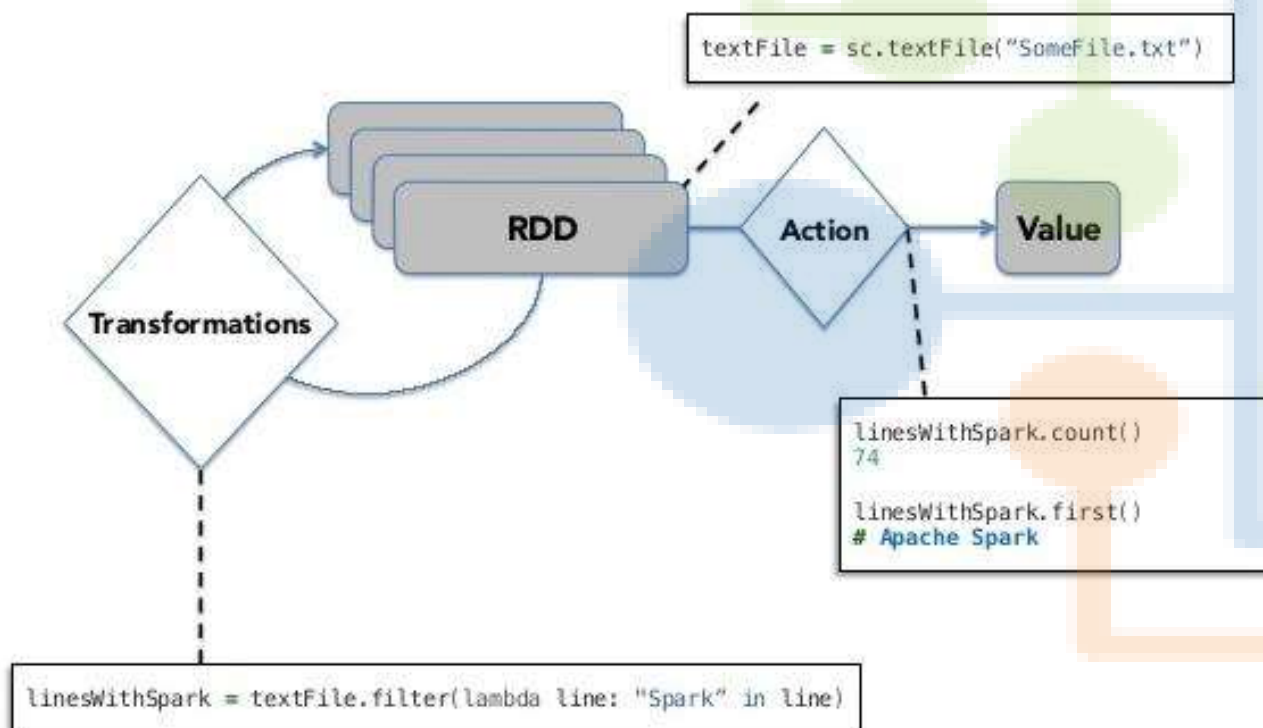 textFile = sc.textFile(“SomeFile.txt”)
RDD
Action
Value
Transformations
linesWithSpark.count()
74
linesWithSpark.first()
# Apache Spark
linesWithSpark = textFile.filter(lambda line: "Spark” in line)